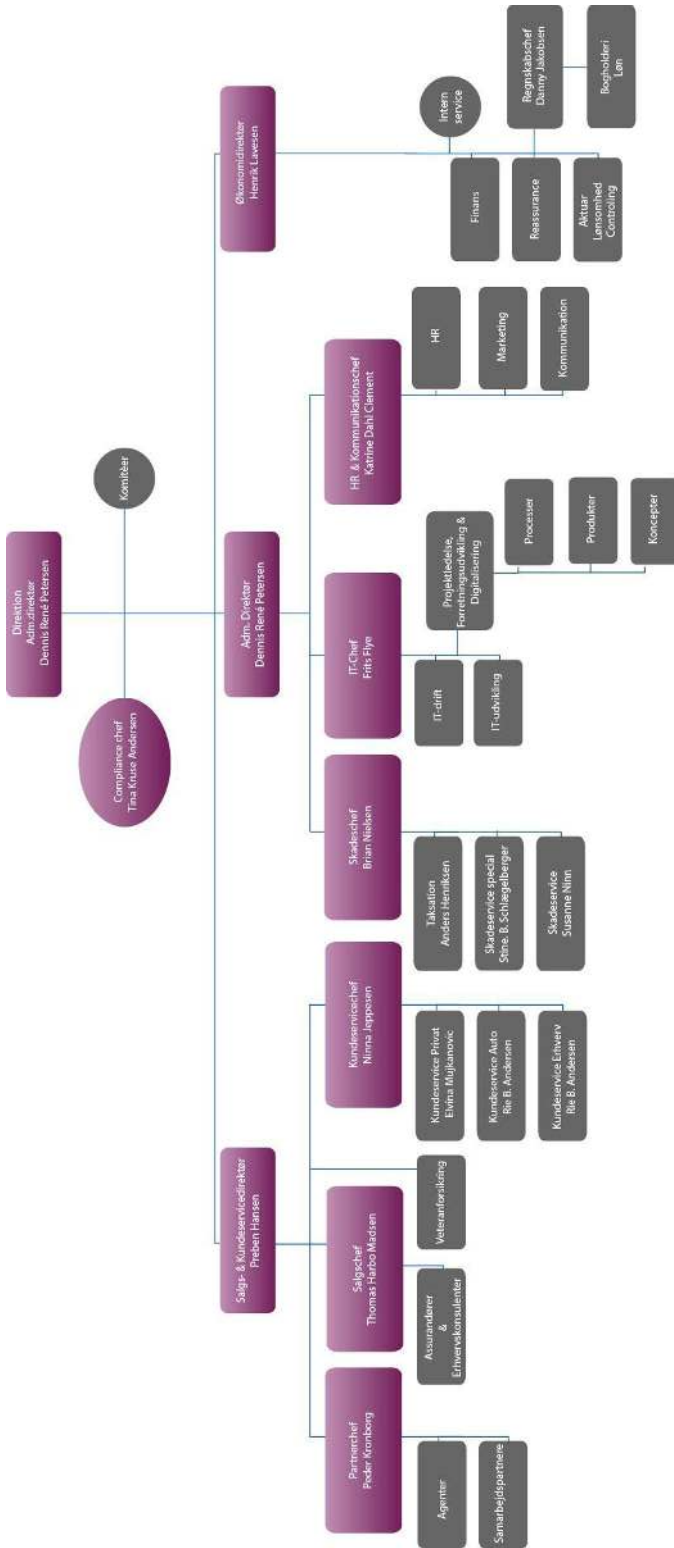 Direktion
Adm.direktør
Dennis René Petersen
Compliance chef
Tina Kruse Andersen
Komitéer
Salgs- & Kundeservicedirektør
Preben Hansen
Adm. Direktør
Dennis René Petersen
Økonomidirektør
Henrik Lavesen
Partnerchef
Peder Kronborg
Agenter
Samarbejdspartnere
Salgschef
Thomas Harbo Madsen
Assurandører
&
Erhvervskonsulenter
Veteranforsikring
Kundeservicechef
Ninna Jeppesen
Kundeservice Privat
Elvina Mujkanovic
Kundeservice Auto
Rie B. Andersen
Kundeservice Erhverv
Rie B. Andersen
Skadeschef
Brian Nielsen
Taksation
Anders Henriksen
Skadeservice special
Stine. B. Schlægelberger
Skadeservice
Susanne Ninn
IT-Chef
Frits Flyø
IT-drift
IT-udvikling
Projektledelse,
Forretningsudvikling &
Digitalisering
Processer
Produkter
Koncepter
HR & Kommunikationschef
Katrine Dahl Clement
HR
Marketing
Kommunikation
Intern
service
Finans
Reassurance
Aktuar
Lønsomhed
Controling
Regnskabschef
Danny Jakobsen
Bogholderi
Løn